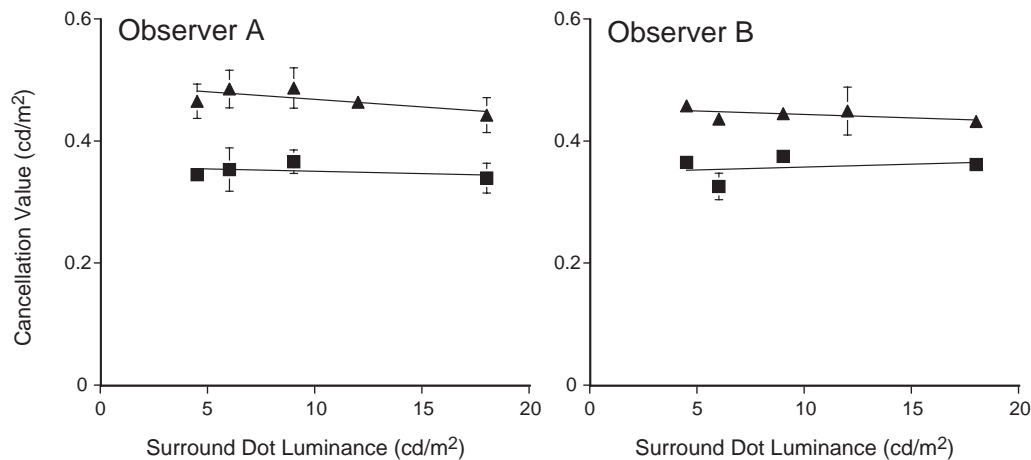 Observer A
Observer B
Cancellation Value (cd/m2)
0.6
0.4
0.2
0
0 5 10 15 20
Surround Dot Luminance (cd/m2)
0.6
0.4
0.2
0
0 5 10 15 20
Surround Dot Luminance (cd/m2)